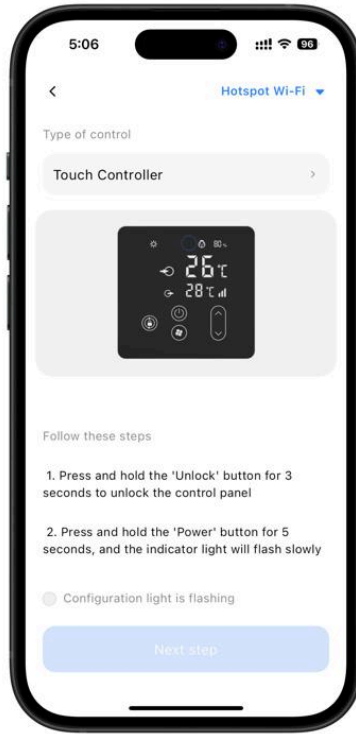 5:06
96
Hotspot Wi-Fi
Type of control
Touch Controller
80%
26℃
28℃
Follow these steps
1. Press and hold the 'Unlock' button for 3
seconds to unlock the control panel
2. Press and hold the 'Power' button for 5
seconds, and the indicator light will flash slowly
Configuration light is flashing
Next step